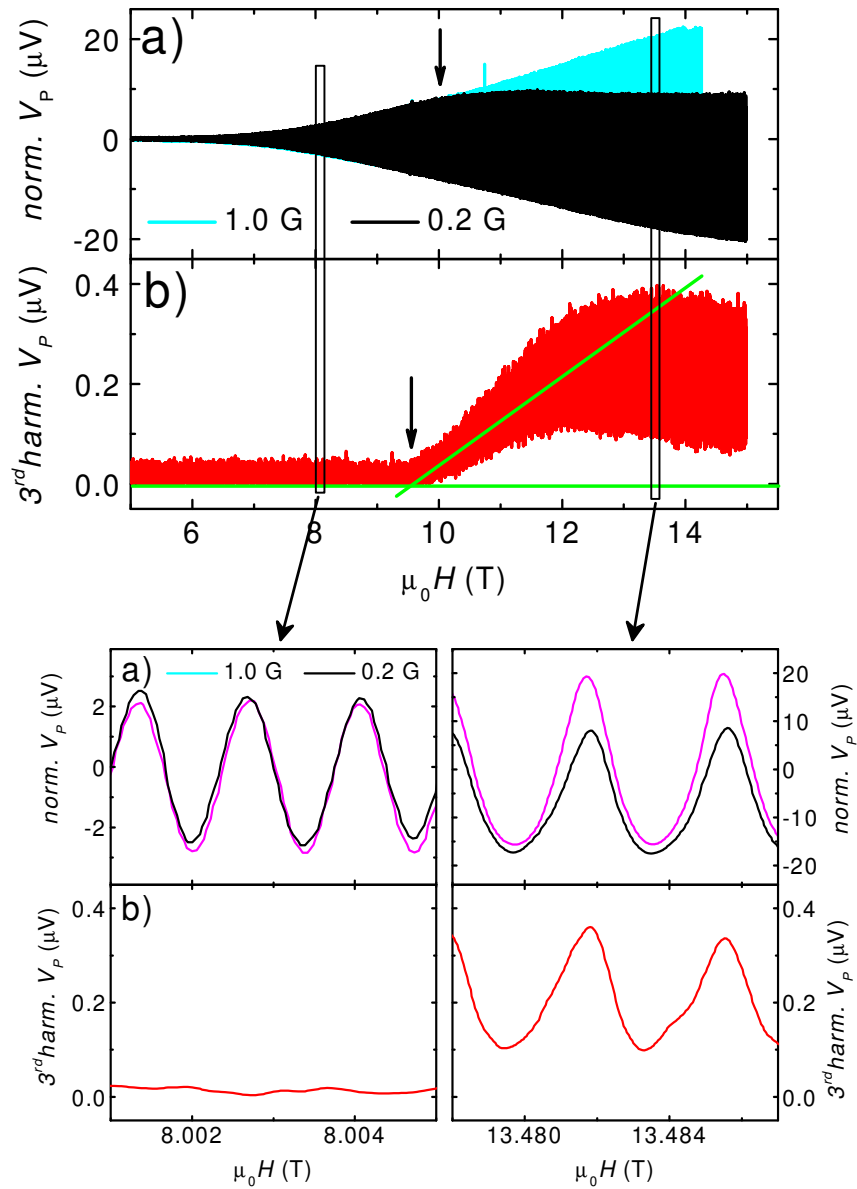 a)
norm. V_P (μV)
20
0
-20
1.0 G 0.2 G
b)
3^rd harm. V_P (μV)
0.4
0.2
0.0
6 8 10 12 14
μ_0H (T)
a)
1.0 G 0.2 G
norm. V_P (μV)
2
0
-2
20
10
0
-10
-20
norm. V_P (μV)
b)
3^rd harm. V_P (μV)
0.4
0.2
0.0
0.4
0.2
0.0
3^rd harm. V_P (μV)
8.002 8.004
13.480 13.484
μ_0H (T)
μ_0H (T)